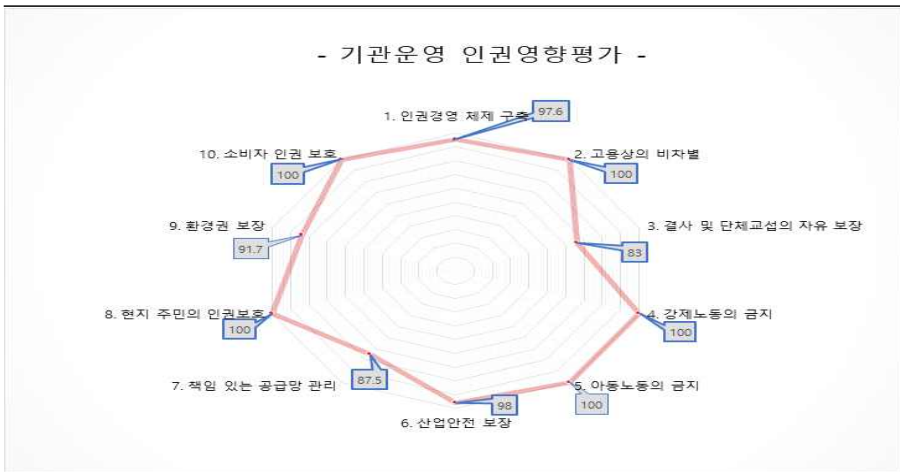 - 기관운영 인권영향평가 -
1. 인권경영 체제 구축
97.6
10. 소비자 인권 보호
100
2. 고용상의 비차별
100
9. 환경권 보장
91.7
3. 결사 및 단체교섭의 자유 보장
83
8. 현지 주민의 인권보호
100
4. 강제노동의 금지
100
7. 책임 있는 공급망 관리
87.5
5. 아동노동의 금지
100
98
6. 산업안전 보장